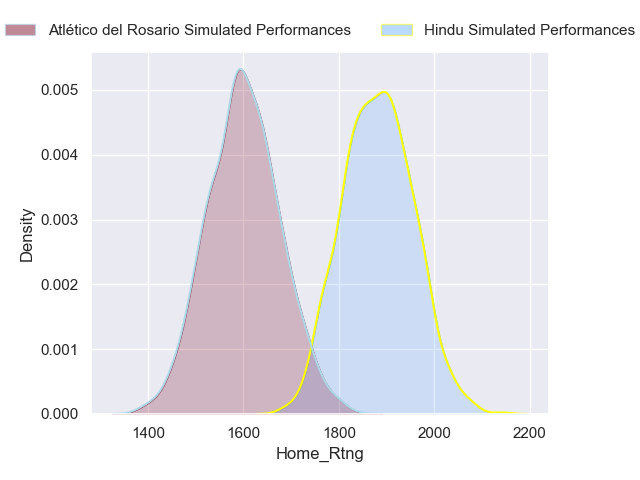 Atlético del Rosario Simulated Performances
Hindu Simulated Performances
Density
0.005
0.004
0.003
0.002
0.001
0.000
1400 1600 1800 2000 2200
Home_Rtng